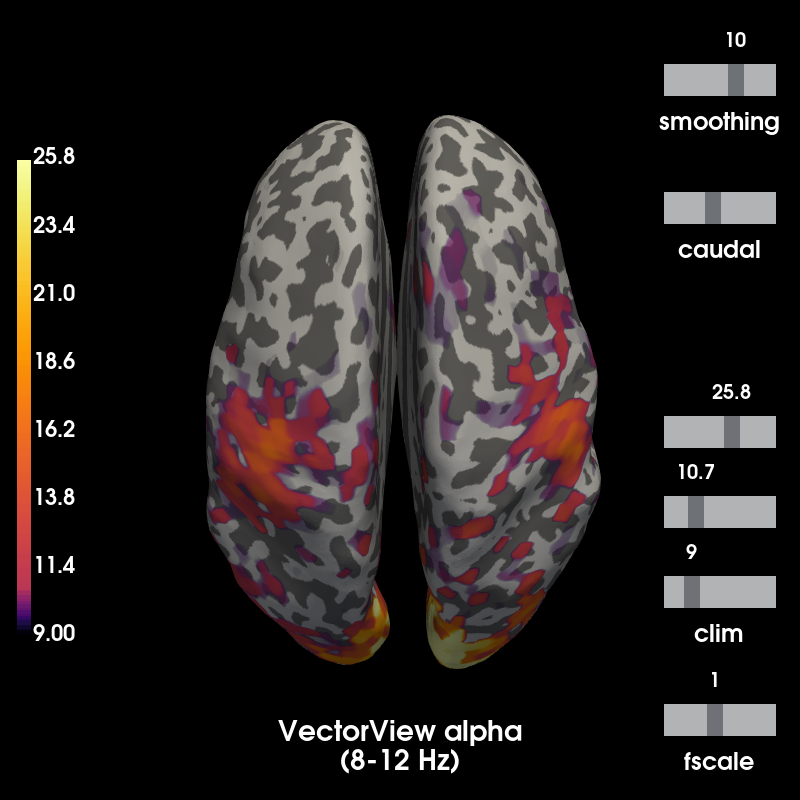 25.8
23.4
21.0
18.6
16.2
13.8
11.4
9.00
10
smoothing
caudal
25.8
10.7
9
clim
1
fscale
VectorView alpha
(8-12 Hz)